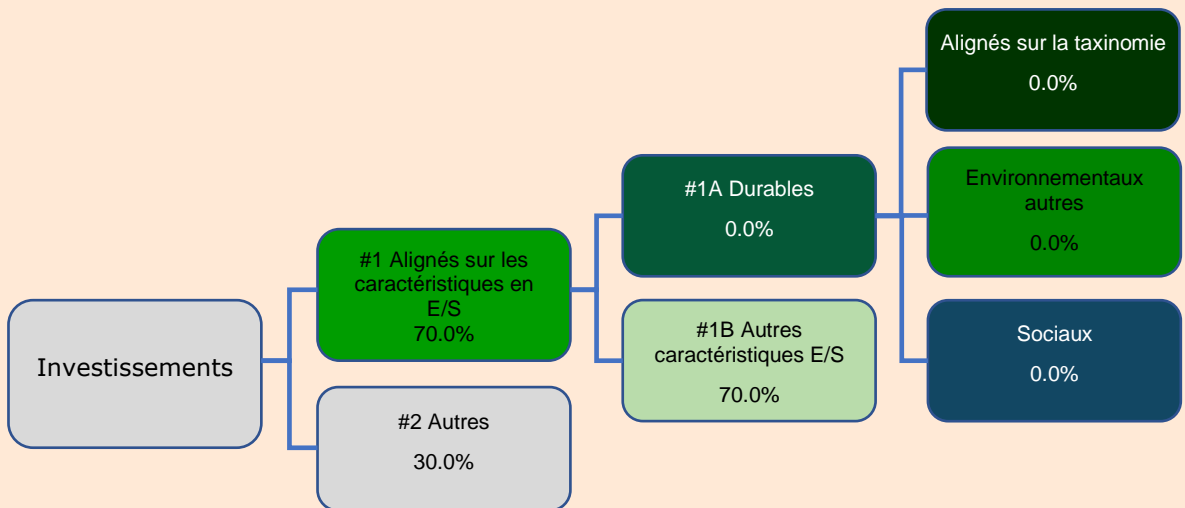 Investissements
#1 Alignés sur les
caractéristiques en
E/S
70.0%
#2 Autres
30.0%
#1A Durables
0.0%
#1B Autres
caractéristiques E/S
70.0%
Alignés sur la taxinomie
0.0%
Environnementaux
autres
0.0%
Sociaux
0.0%